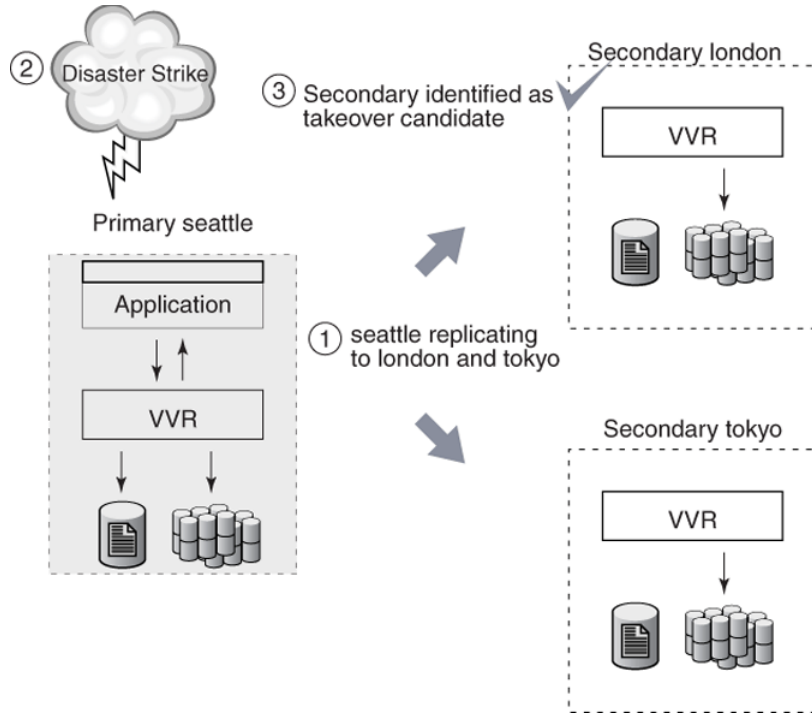 ② Disaster Strike
Secondary london
③ Secondary identified as
takeover candidate
VVR
Primary seattle
Application
① seattle replicating
to london and tokyo
VVR
Secondary tokyo
VVR